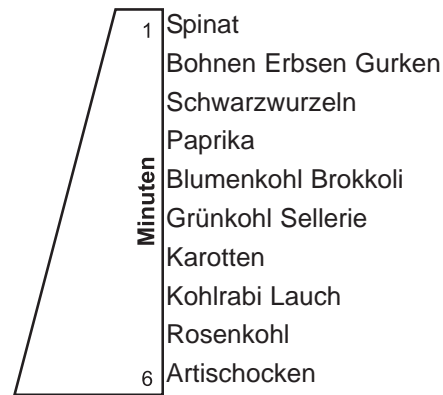 1 Spinat
Bohnen Erbsen Gurken
Schwarzwurzeln
Paprika
Minuten
Blumenkohl Brokkoli
Grünkohl Sellerie
Karotten
Kohlrabi Lauch
Rosenkohl
6 Artischocken